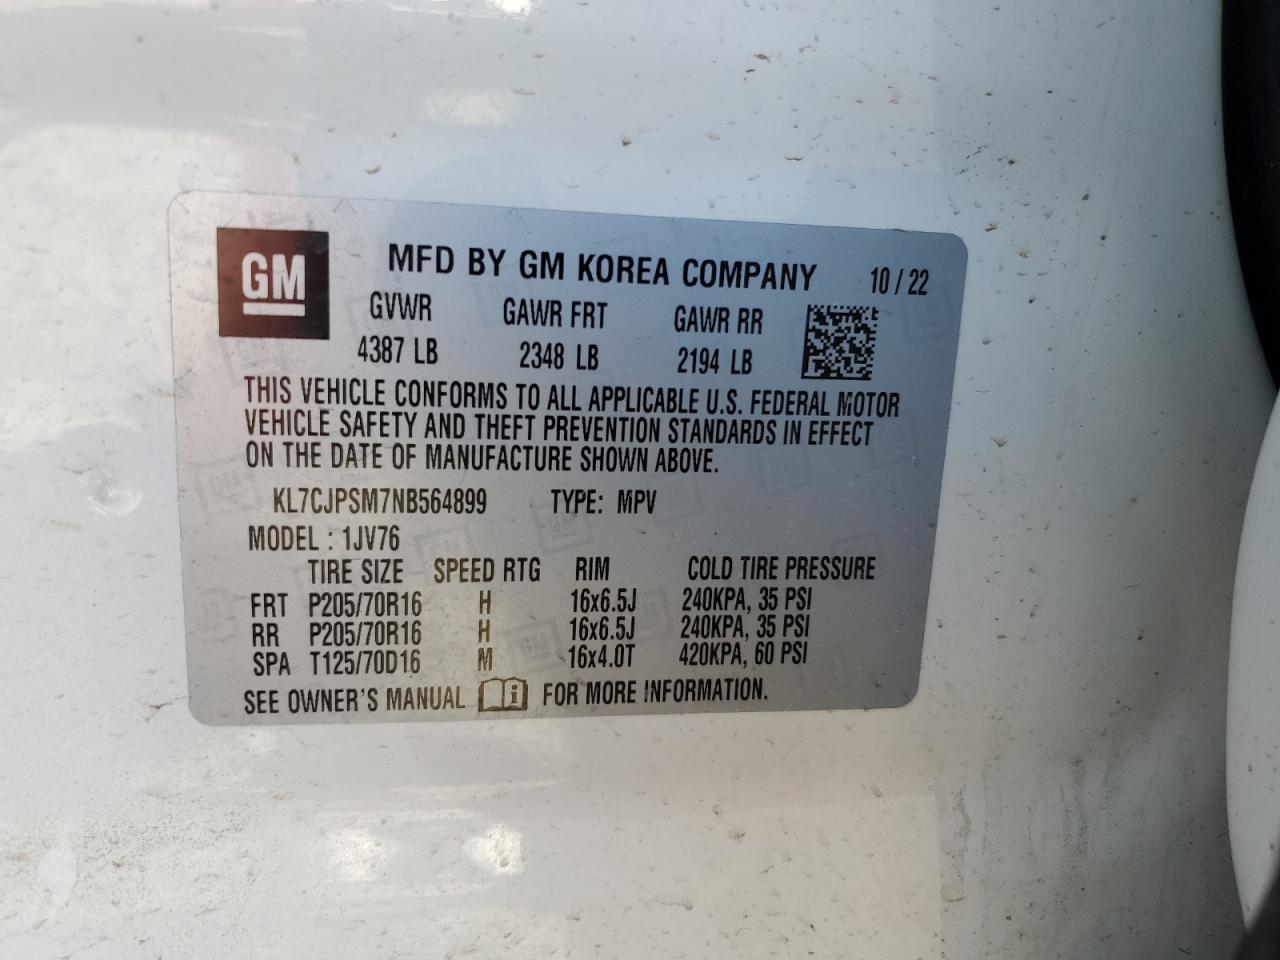 GM MFD BY GM KOREA COMPANY 10 / 22
GVWR GAWR FRT GAWR RR
4387 LB 2348 LB 2194 LB
THIS VEHICLE CONFORMS TO ALL APPLICABLE U.S. FEDERAL MOTOR
VEHICLE SAFETY AND THEFT PREVENTION STANDARDS IN EFFECT
ON THE DATE OF MANUFACTURE SHOWN ABOVE.
KL7CJPSM7NB564899 TYPE: MPV
MODEL : 1JV76
TIRE SIZE SPEED RTG RIM COLD TIRE PRESSURE
FRT P205/70R16 H 16x6.5J 240KPA, 35 PSI
RR P205/70R16 H 16x6.5J 240KPA, 35 PSI
SPA T125/70D16 M 16x4.0T 420KPA, 60 PSI
SEE OWNER'S MANUAL FOR MORE INFORMATION.